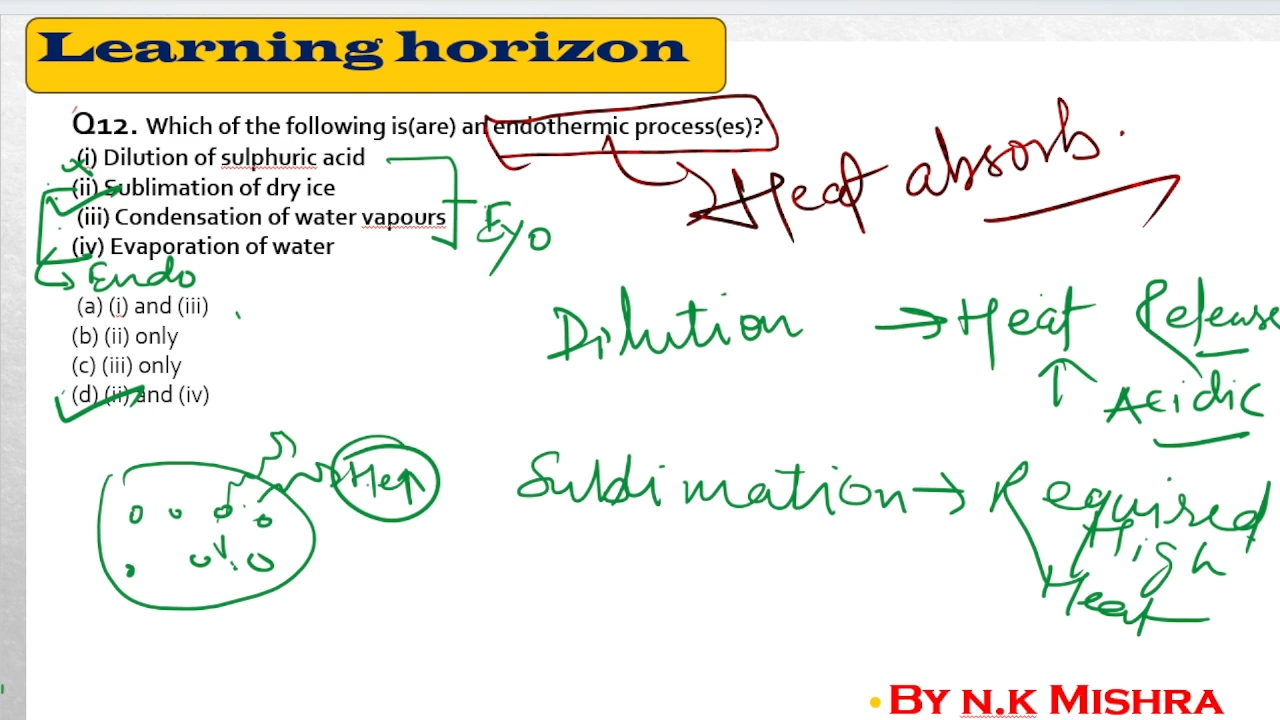 Learning horizon
Q12. Which of the following is(are) an endothermic process(es)?
(i) Dilution of sulphuric acid
(ii) Sublimation of dry ice
(iii) Condensation of water vapours
(iv) Evaporation of water
Heat absorb.
Endo
(a) (i) and (iii)
(b) (ii) only
(c) (iii) only
(d) (ii) and (iv)
Dilution → Heat Release
Acidic
Sublimation → Required
High
Heat
• BY N.K MISHRA